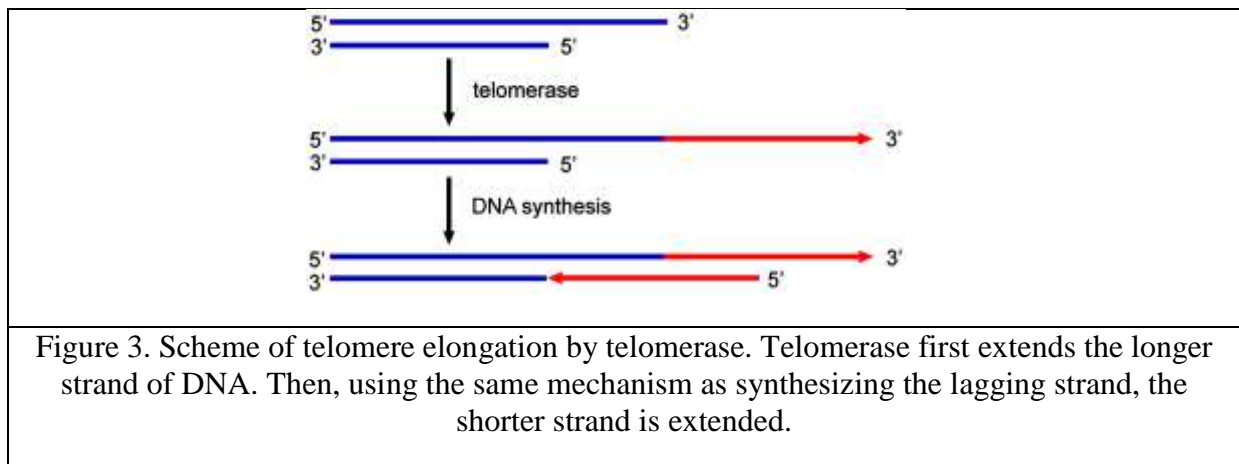 5' 3'
3' 5'
telomerase
5' 3'
3' 5'
DNA synthesis
5' 3'
3' 5'
Figure 3. Scheme of telomere elongation by telomerase. Telomerase first extends the longer
strand of DNA. Then, using the same mechanism as synthesizing the lagging strand, the
shorter strand is extended.